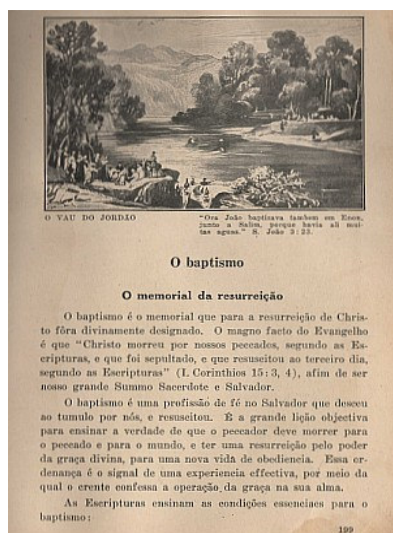 O VAU DO JORDÃO
"Ora João baptizava tambem em Enon,
junto a Salim, porque havia ali mui-
tas aguas." S. João 3:23.
O baptismo
O memorial da resurreição
O baptismo é o memorial que para a resurreição de Chris-
to fôra divinamente designado. O magno facto do Evangelho
é que "Christo morreu por nossos peccados, segundo as Es-
cripturas, e que foi sepultado, e que resuscitou ao terceiro dia,
segundo as Escripturas" (I. Corinthios 15:3, 4), afim de ser
nosso grande Summo Sacerdote e Salvador.
O baptismo é uma profissão de fé no Salvador que desceu
ao tumulo por nós, e resuscitou. É a grande lição objectiva
para ensinar a verdade de que o peccador deve morrer para
o peccado e para o mundo, e ter uma resurreição pelo poder
da graça divina, para uma nova vida de obediencia. Essa or-
denança é o signal de uma experiencia effectiva, por meio da
qual o crente confessa a operação da graça na sua alma.
As Escripturas ensinam as condições essenciaes para o
baptismo:
199